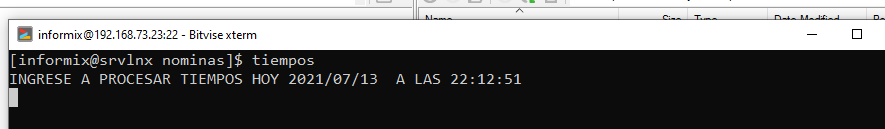 Name Size Type Date Modified
informix@192.168.73.23:22 - Bitvise xterm
[informix@srvlnx nominas]$ tiempos
INGRESE A PROCESAR TIEMPOS HOY 2021/07/13  A LAS 22:12:51